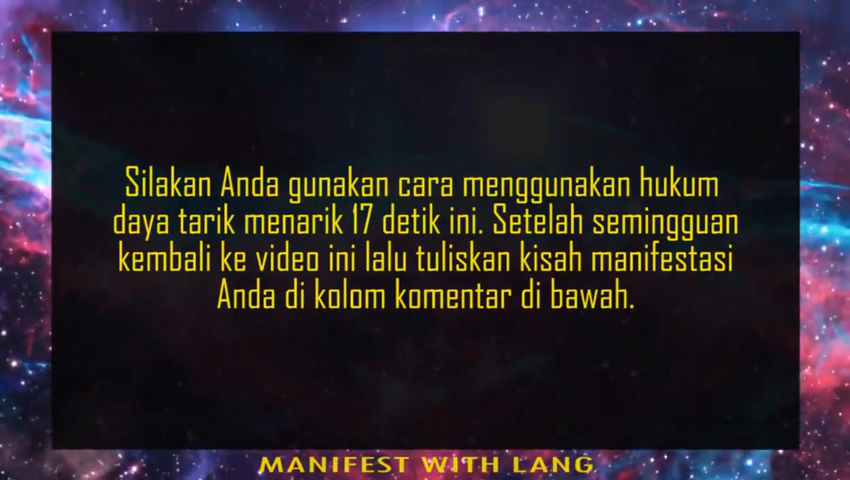 Silakan Anda gunakan cara menggunakan hukum
daya tarik menarik 17 detik ini. Setelah semingguan
kembali ke video ini lalu tuliskan kisah manifestasi
Anda di kolom komentar di bawah.
MANIFEST WITH LANG